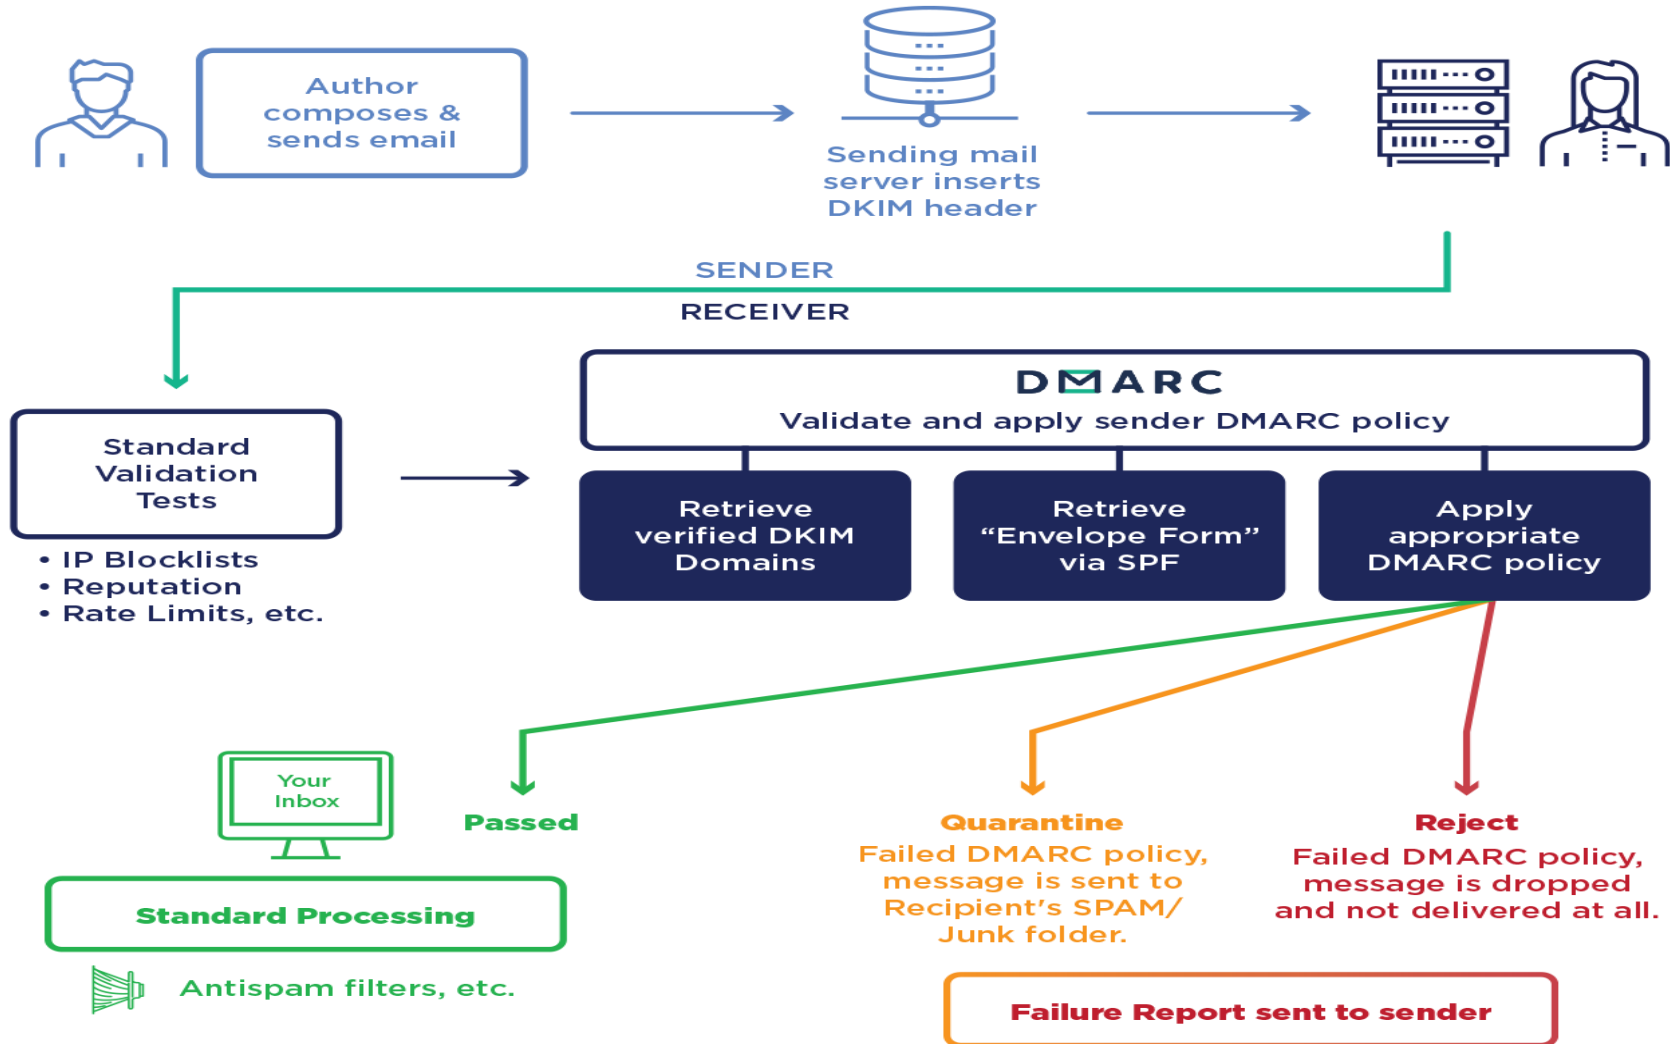 Author
composes &
sends email
Sending mail
server inserts
DKIM header
SENDER
RECEIVER
DMARC
Validate and apply sender DMARC policy
Standard
Validation
Tests
• IP Blocklists
• Reputation
• Rate Limits, etc.
Retrieve
verified DKIM
Domains
Retrieve
“Envelope Form”
via SPF
Apply
appropriate
DMARC policy
Your
Inbox
Passed
Standard Processing
Antispam filters, etc.
Quarantine
Failed DMARC policy,
message is sent to
Recipient's SPAM/
Junk folder.
Reject
Failed DMARC policy,
message is dropped
and not delivered at all.
Failure Report sent to sender